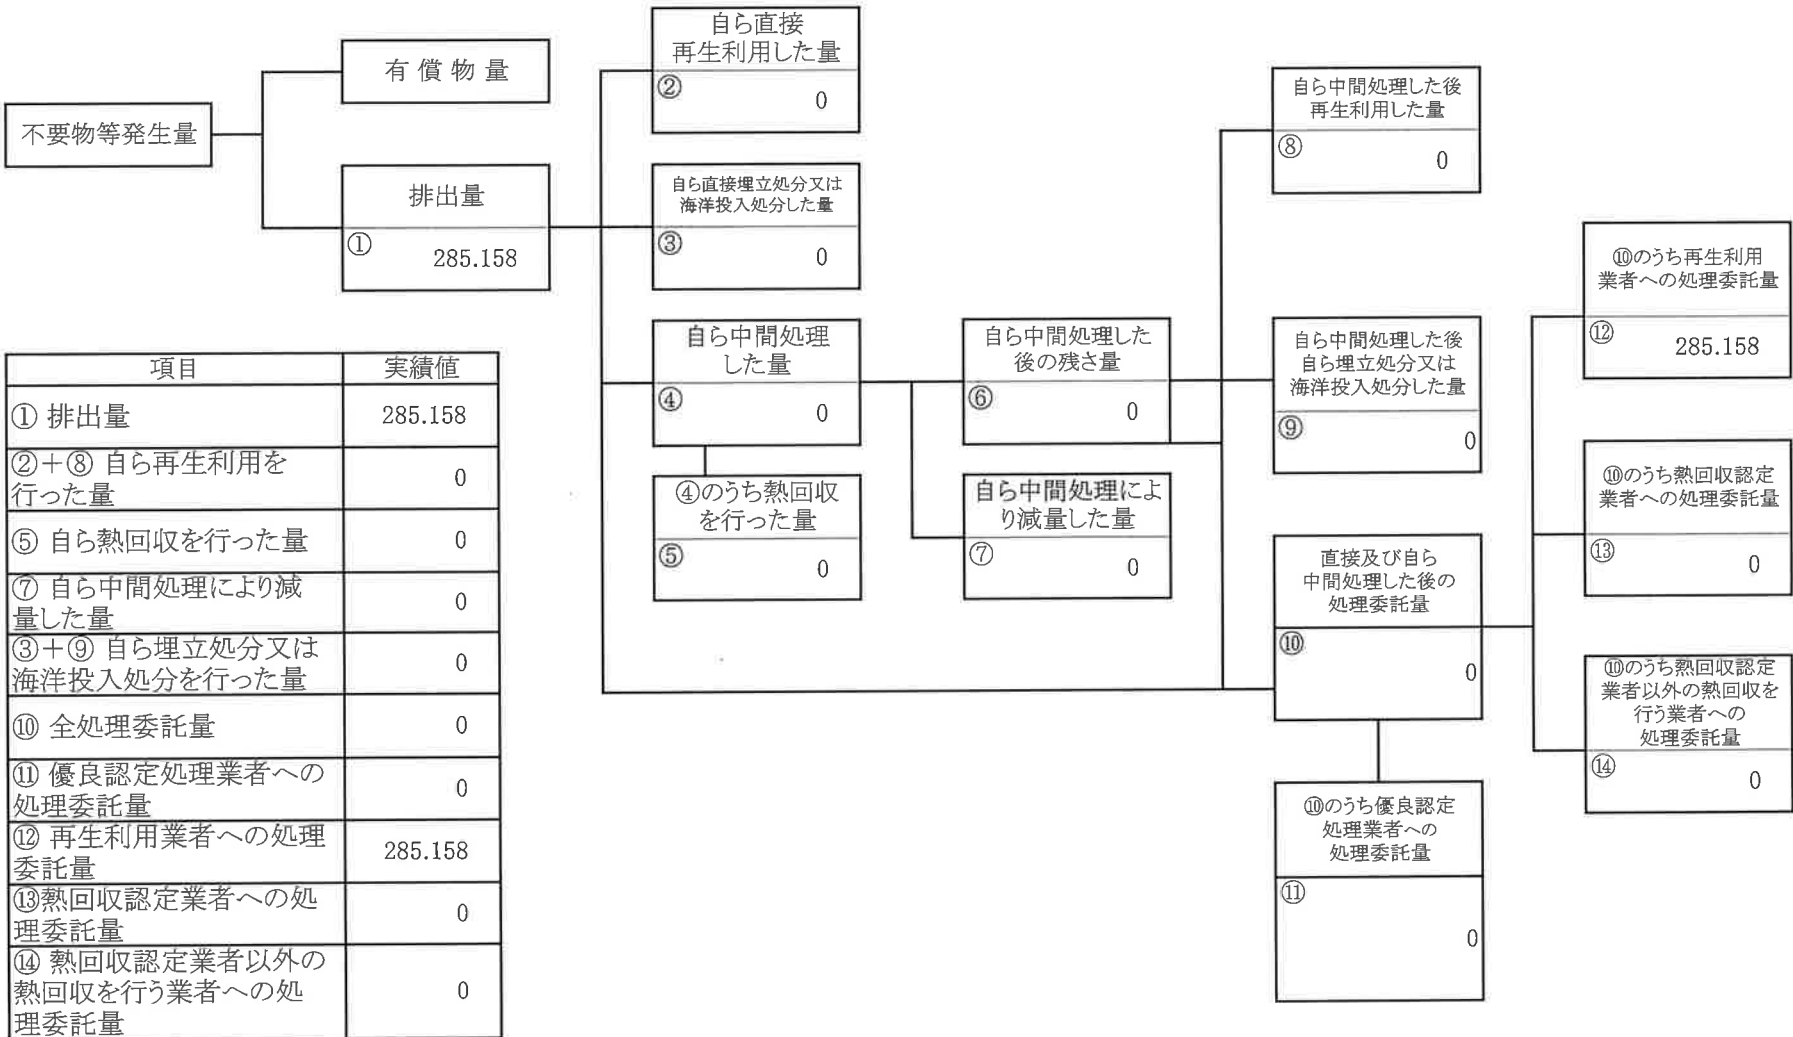 不要物等発生量
有償物量
排出量
①
285.158
自ら直接
再生利用した量
②
0
自ら直接埋立処分又は
海洋投入処分した量
③
0
自ら中間処理
した量
④
0
④のうち熱回収
を行った量
⑤
0
自ら中間処理した
後の残さ量
⑥
0
自ら中間処理によ
り減量した量
⑦
0
自ら中間処理した後
再生利用した量
⑧
0
自ら中間処理した後
自ら埋立処分又は
海洋投入処分した量
⑨
0
直接及び自ら
中間処理した後の
処理委託量
⑩
0
⑩のうち優良認定
処理業者への
処理委託量
⑪
0
⑩のうち再生利用
業者への処理委託量
⑫
285.158
⑩のうち熱回収認定
業者への処理委託量
⑬
0
⑩のうち熱回収認定
業者以外の熱回収を
行う業者への
処理委託量
⑭
0
項目 実績値
① 排出量 285.158
②+⑧ 自ら再生利用を
行った量 0
⑤ 自ら熱回収を行った量 0
⑦ 自ら中間処理により減
量した量 0
③+⑨ 自ら埋立処分又は
海洋投入処分を行った量 0
⑩ 全処理委託量 0
⑪ 優良認定処理業者への
処理委託量 0
⑫ 再生利用業者への処理
委託量 285.158
⑬熱回収認定業者への処
理委託量 0
⑭ 熱回収認定業者以外の
熱回収を行う業者への処
理委託量 0